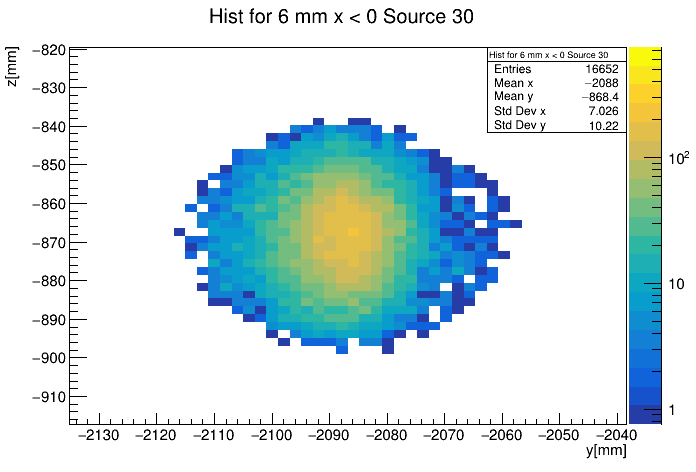 Hist for 6 mm x < 0 Source 30
z[mm]
Hist for 6 mm x < 0 Source 30
Entries 16652
Mean x −2088
Mean y −868.4
Std Dev x 7.026
Std Dev y 10.22
−820
−830
−840
−850
−860
−870
−880
−890
−900
−910
10²
10
1
−2130 −2120 −2110 −2100 −2090 −2080 −2070 −2060 −2050 −2040
y[mm]